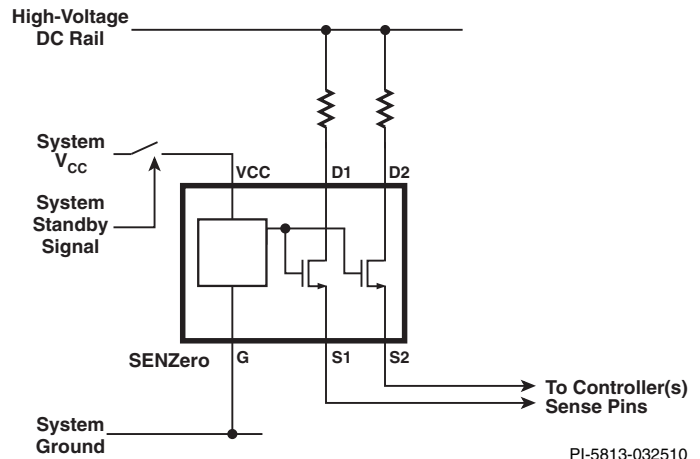 High-Voltage
DC Rail
System
VCC
VCC
D1
D2
System
Standby
Signal
SENZero
G
S1
S2
To Controller(s)
Sense Pins
System
Ground
PI-5813-032510